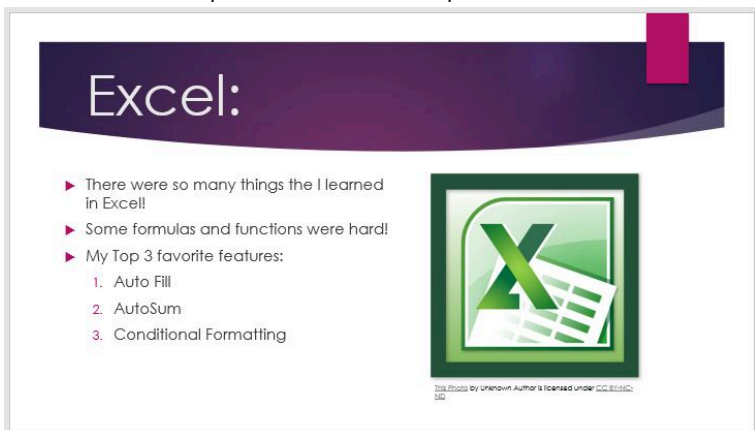 Excel:
There were so many things the I learned
in Excel!
Some formulas and functions were hard!
My Top 3 favorite features:
1. Auto Fill
2. AutoSum
3. Conditional Formatting
This Photo by Unknown Author is licensed under CC BY-NC-
ND